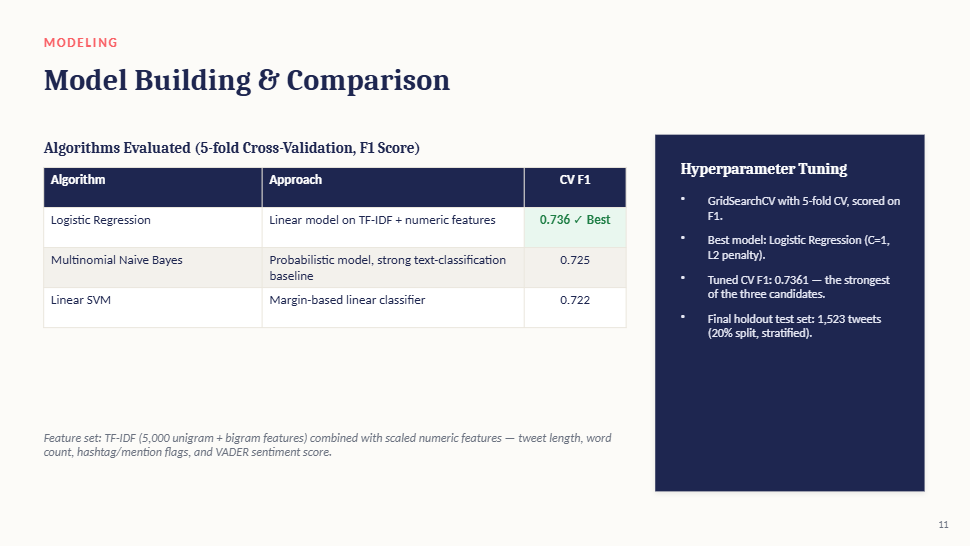 MODELING
Model Building & Comparison
Algorithms Evaluated (5-fold Cross-Validation, F1 Score)
Algorithm Approach CV F1
Logistic Regression Linear model on TF-IDF + numeric features 0.736 ✓ Best
Multinomial Naive Bayes Probabilistic model, strong text-classification 0.725
baseline
Linear SVM Margin-based linear classifier 0.722
Feature set: TF-IDF (5,000 unigram + bigram features) combined with scaled numeric features — tweet length, word
count, hashtag/mention flags, and VADER sentiment score.
Hyperparameter Tuning
▪ GridSearchCV with 5-fold CV, scored on
F1.
▪ Best model: Logistic Regression (C=1,
L2 penalty).
▪ Tuned CV F1: 0.7361 — the strongest
of the three candidates.
▪ Final holdout test set: 1,523 tweets
(20% split, stratified).
11